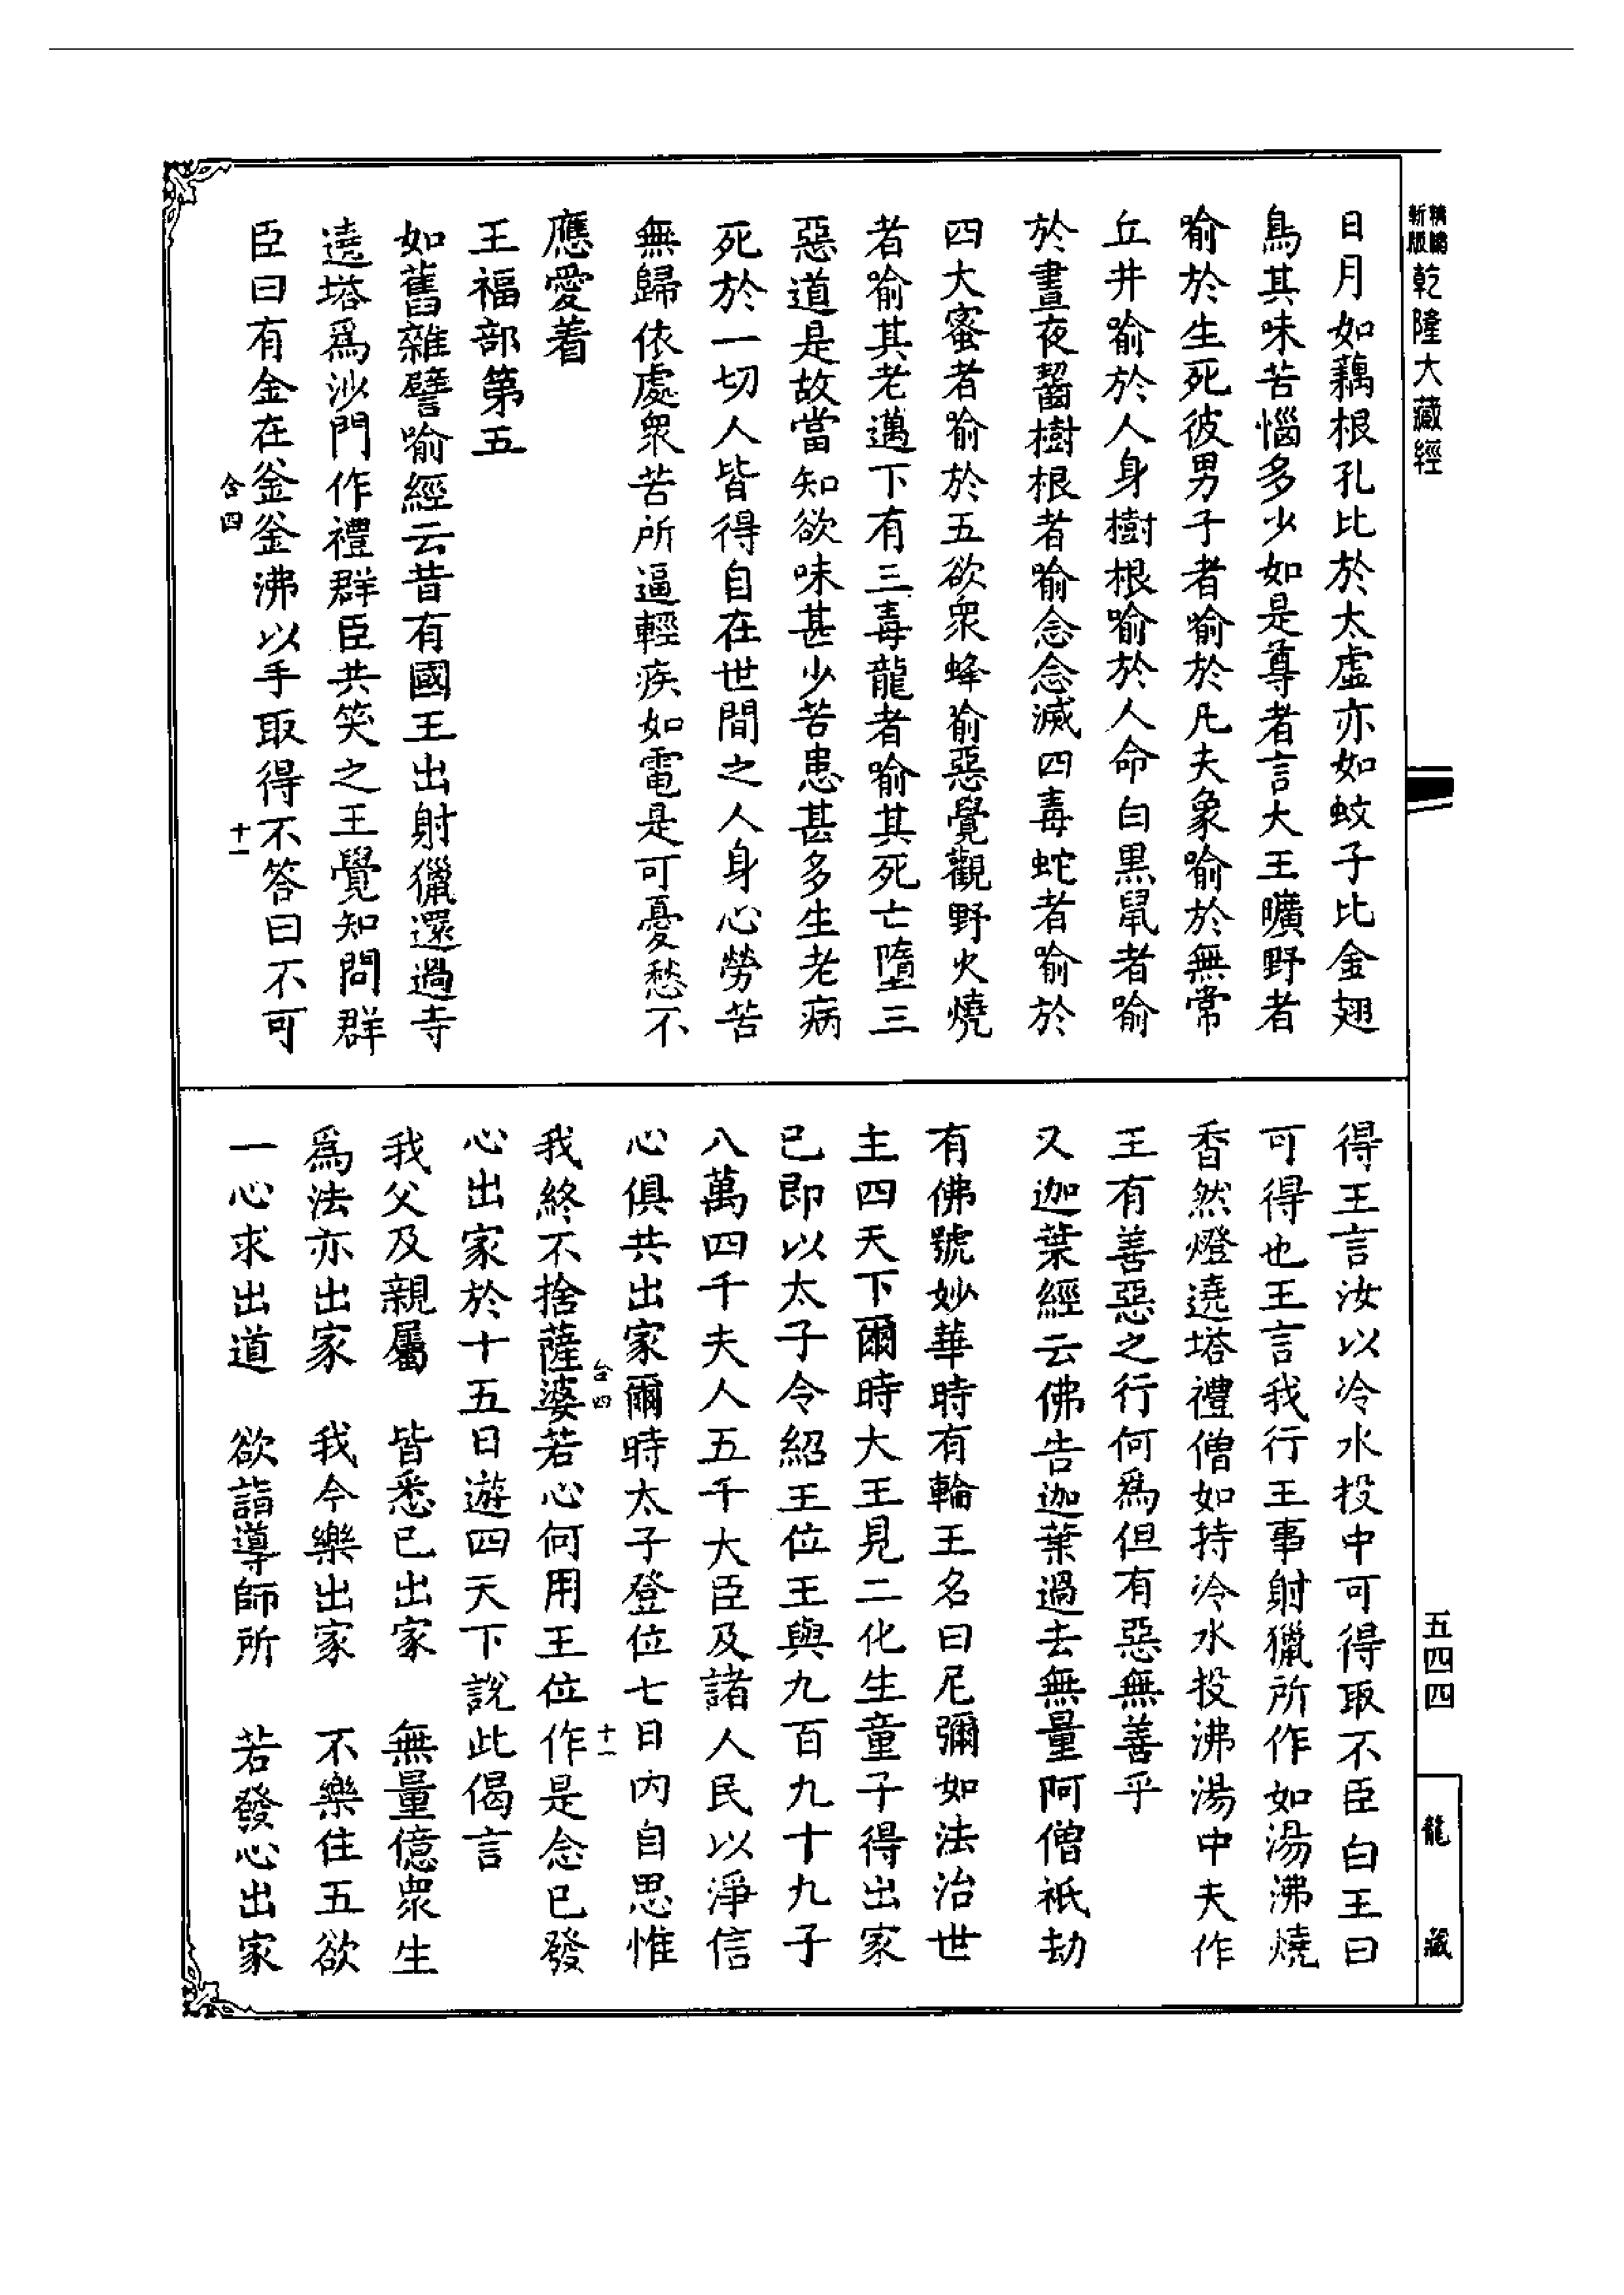 乾隆大藏經
日月如藕根孔比於太虛亦如蚊子比金翅
鳥其味苦惱多少如是尊者言大王曠野者
喻於生死彼男子者喻於凡夫象喻於無常
丘井喻於人身樹根喻於人命白黒鼠者喻
於晝夜齧樹根者喻念念滅四毒蛇者喻於
四大蜜者喻於五欲衆蜂喻惡覺觀野火燒
者喻其老邁下有三毒龍者喻其死亡墮三
惡道是故當知欲味甚少苦患甚多生老病
死於一切人皆得自在世間之人身心勞苦
無歸依處衆苦所逼輕疾如電是可憂愁不
應愛着
王福部第五
如舊雜譬喻經云昔有國王出射獵還過寺
遶塔爲沙門作禮群臣共笑之王覺知問群
臣曰有金在釜釜沸以手取得不答曰不可
合四
十一
得王言汝以冷水投中可得取不臣白王曰
可得也王言我行王事射獵所作如湯沸燒
香然燈遶塔禮僧如持冷水投沸湯中夫作
王有善惡之行何爲但有惡無善乎
又迦葉經云佛告迦葉過去無量阿僧祇劫
有佛號妙華時有輪王名曰尼彌如法治世
主四天下爾時大王見二化生童子得出家
已即以太子令紹王位王與九百九十九子
八萬四千夫人五千大臣及諸人民以淨信
心俱共出家爾時太子登位七日內自思惟
合四
十一
我終不捨薩婆若心何用王位作是念已發
心出家於十五日遊四天下說此偈言
我父及親屬 皆悉已出家 無量億衆生
爲法亦出家 我今樂出家 不樂住五欲
一心求出道 欲詣導師所 若發心出家
五四四
龍藏